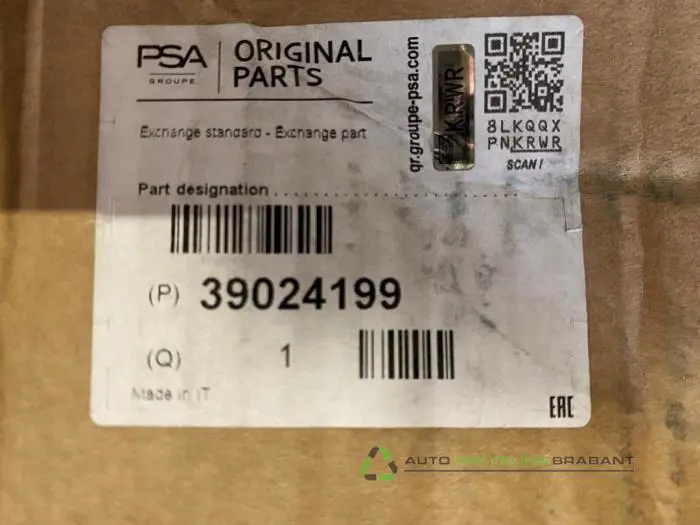 PSA
GROUPE
ORIGINAL
PARTS
qr.groupe-psa.com
KRWR
8LKQQX
PNKRWR
SCAN !
Exchange standard - Exchange part
Part designation
(P) 39024199
(Q) 1
Made in IT
EAC
AUTO RECYCLING BRABANT